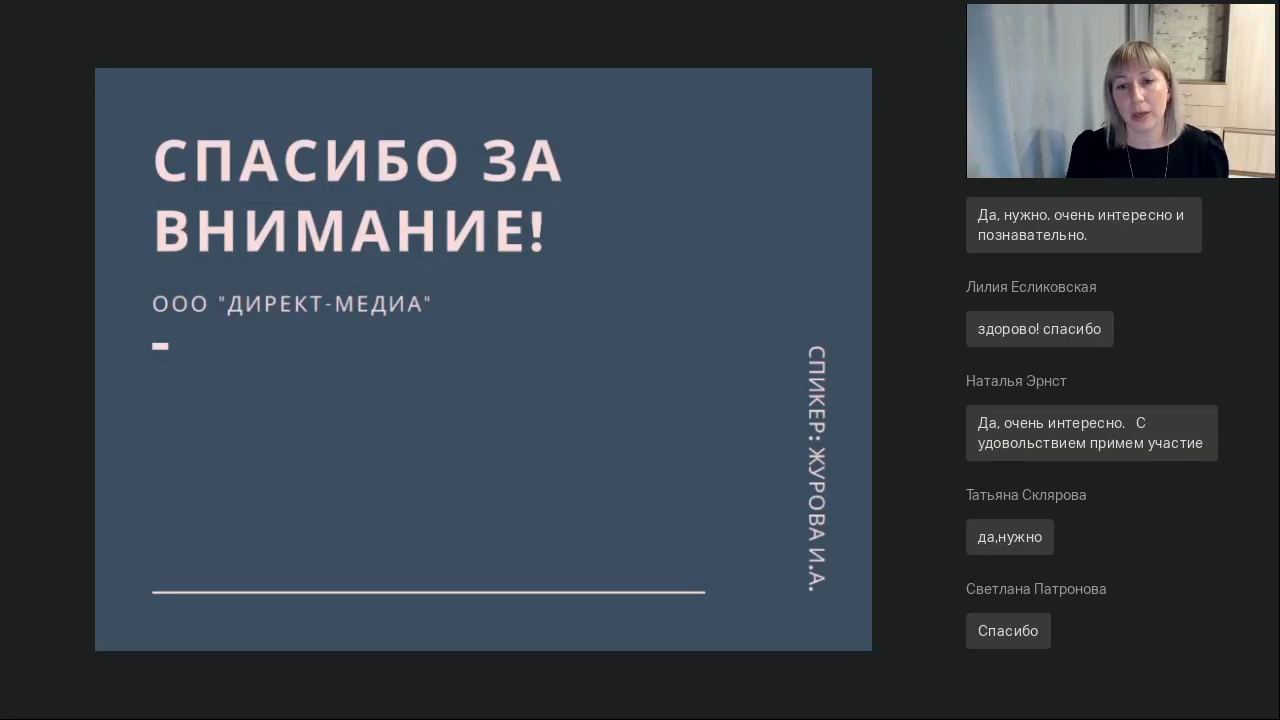 СПАСИБО ЗА
ВНИМАНИЕ!
ООО "ДИРЕКТ-МЕДИА"
СПИКЕР: ЖУРОВА И.А.
Да, нужно. очень интересно и
познавательно.
Лилия Есликовская
здорово! спасибо
Наталья Эрнст
Да, очень интересно. С
удовольствием примем участие
Татьяна Склярова
да,нужно
Светлана Патронова
Спасибо